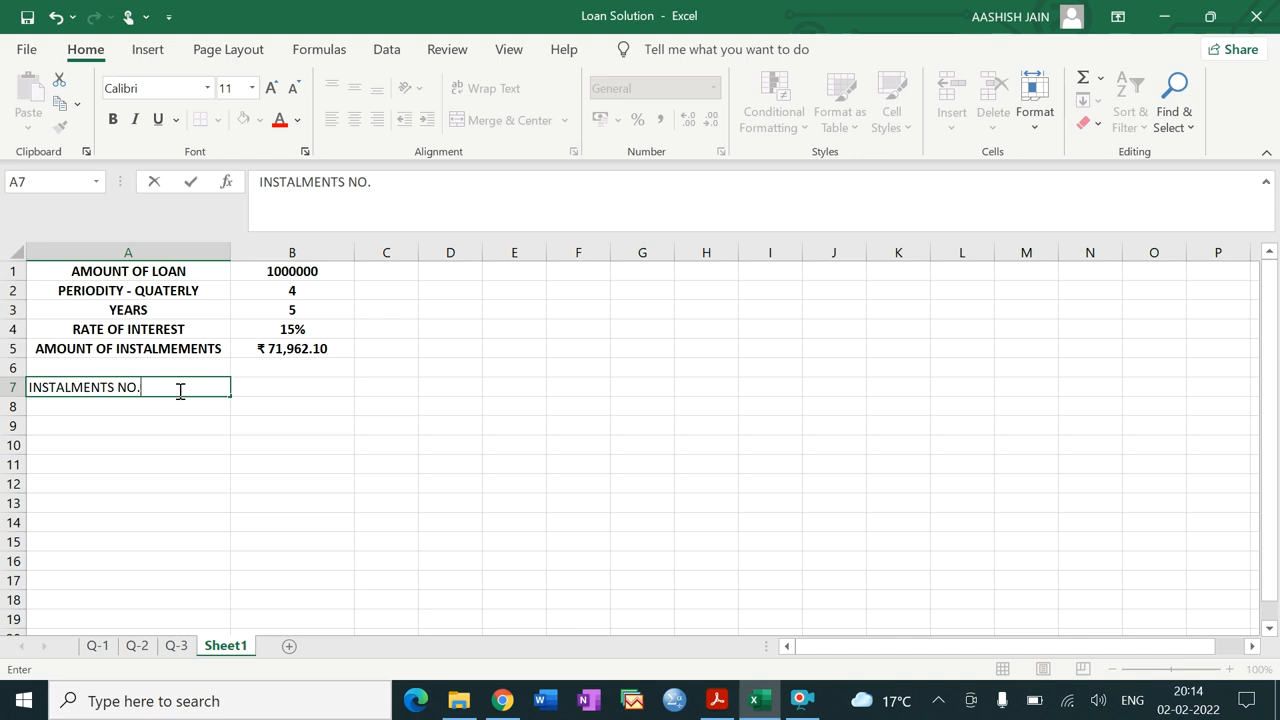 Loan Solution - Excel
AASHISH JAIN
File Home Insert Page Layout Formulas Data Review View Help Tell me what you want to do Share
Paste
Clipboard
Calibri 11 A A
B I U A
Font
Wrap Text
Merge & Center
Alignment
General
% , .00
Number
Conditional Formatting
Format as Table
Cell Styles
Styles
Insert Delete Format
Cells
Sort & Filter
Find & Select
Editing
A7 fx INSTALMENTS NO.
A B C D E F G H I J K L M N O P
1 AMOUNT OF LOAN 1000000
2 PERIODITY - QUATERLY 4
3 YEARS 5
4 RATE OF INTEREST 15%
5 AMOUNT OF INSTALMEMENTS ₹ 71,962.10
6
7 INSTALMENTS NO.
8
9
10
11
12
13
14
15
16
17
18
19
Q-1 Q-2 Q-3 Sheet1
Enter 100%
Type here to search
17°C ENG
20:14
02-02-2022